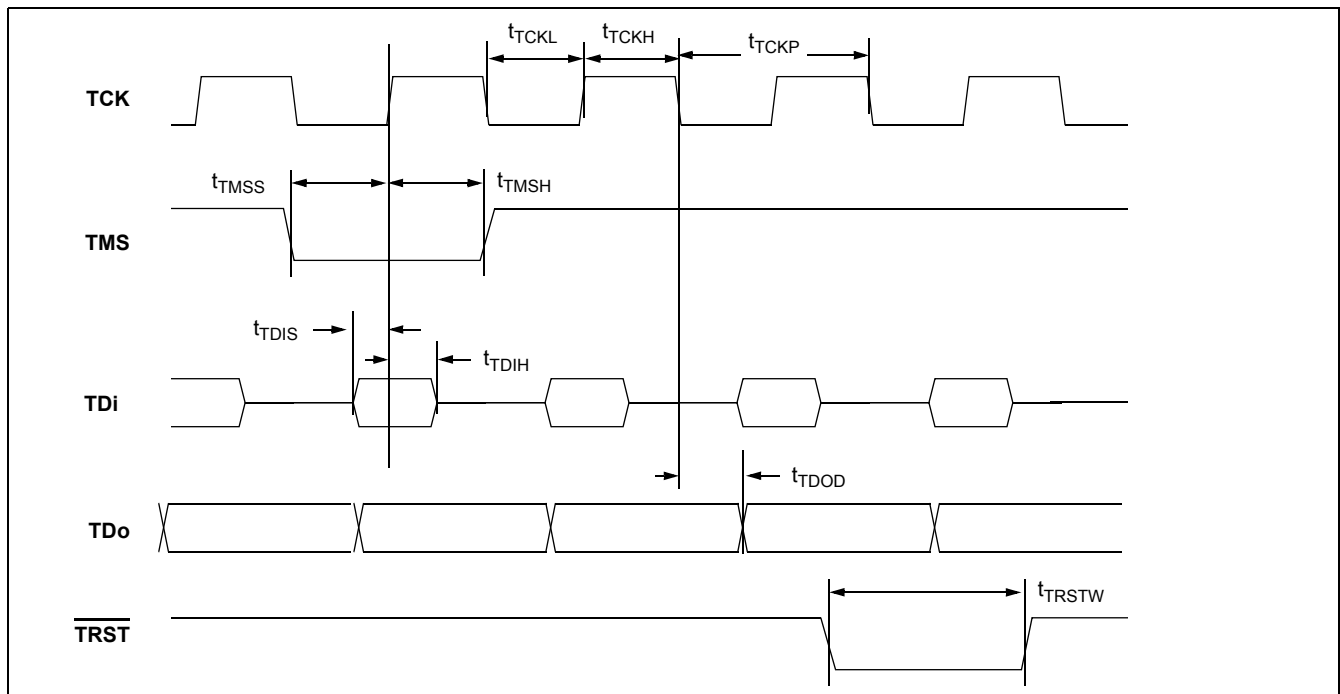 tTCKL tTCKH tTCKP
TCK
tTMSS tTMSH
TMS
tTDIS
tTDIH
TDi
tTDOD
TDo
tTRSTW
TRST